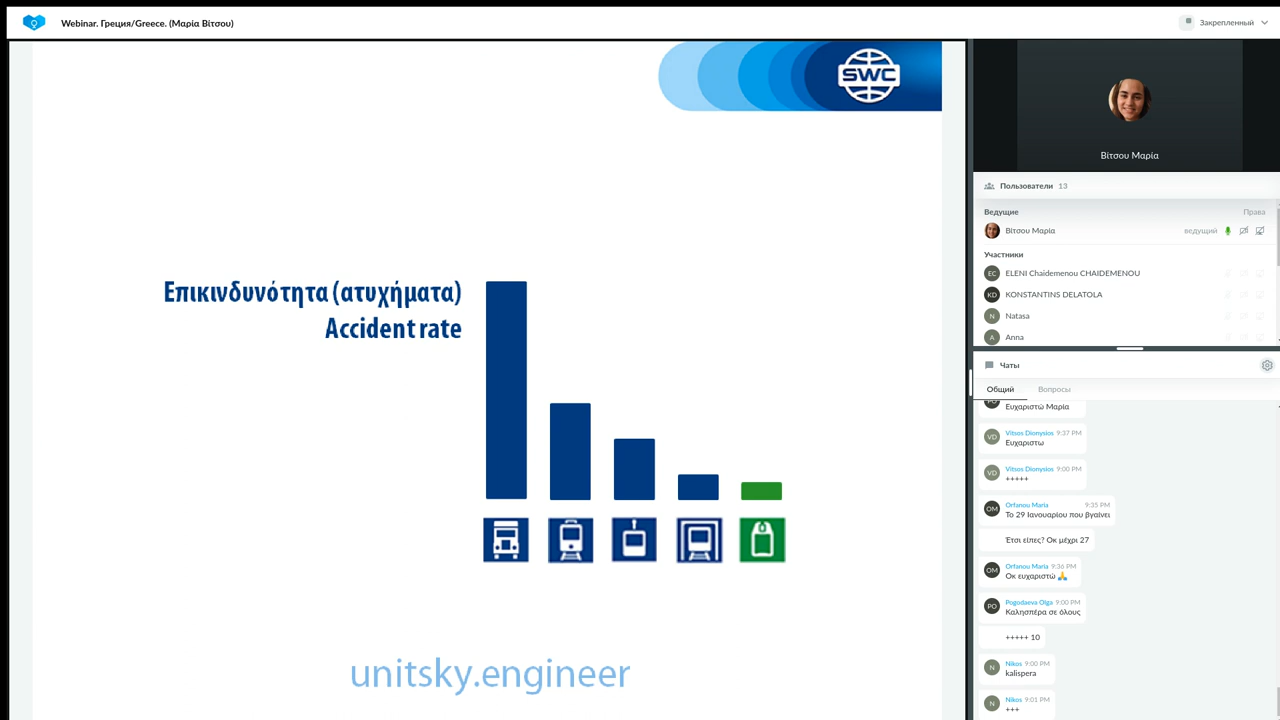 Webinar. Греция/Greece. (Μαρία Βίτσου)
Закрепленный
SWC
Επικινδυνότητα (ατυχήματα)
Accident rate
unitsky.engineer
Βίτσου Μαρία
Пользователи 13
Ведущие Права
Βίτσου Μαρία ведущий
Участники
EC ELENI Chaidemenou CHAIDEMENOU
KD KONSTANTINS DELATOLA
N Natasa
A Anna
Чаты
Общий Вопросы
Ευχαριστώ Μαρία
VD Vitsos Dionysios 9:37 PM
Ευχαριστω
VD Vitsos Dionysios 9:00 PM
+++++
OM Orfanou Maria 9:35 PM
Το 29 Ιανουαρίου που βγαίνει
Έτσι είπες? Οκ μέχρι 27
OM Orfanou Maria 9:36 PM
Οκ ευχαριστώ 🙏
PO Pogodaeva Olga 9:00 PM
Καλησπέρα σε όλους
+++++ 10
N Nikos 9:00 PM
kalispera
N Nikos 9:01 PM
+++